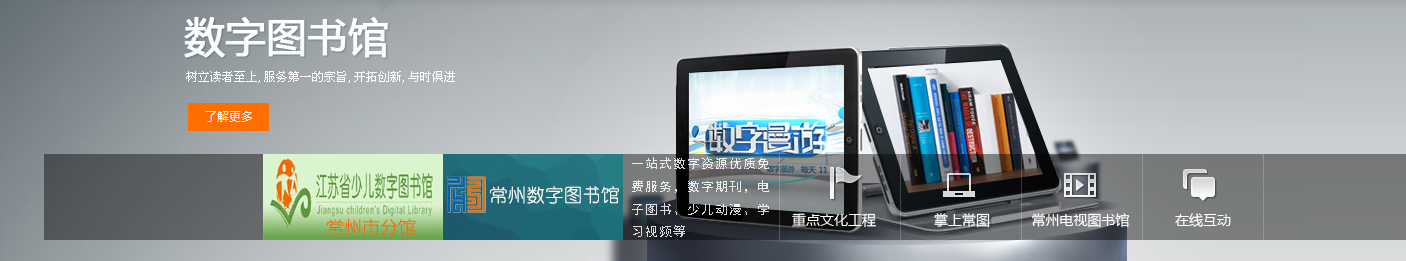 数字图书馆
树立读者至上, 服务第一的宗旨, 开拓创新, 与时俱进
了解更多
江苏省少儿数字图书馆
Jiangsu children's Digital Library
常州市分馆
常州数字图书馆
一站式数字资源优质免
费服务，数字期刊，电
子图书、少儿动漫、学
习视频等
重点文化工程
掌上常图
常州电视图书馆
在线互动